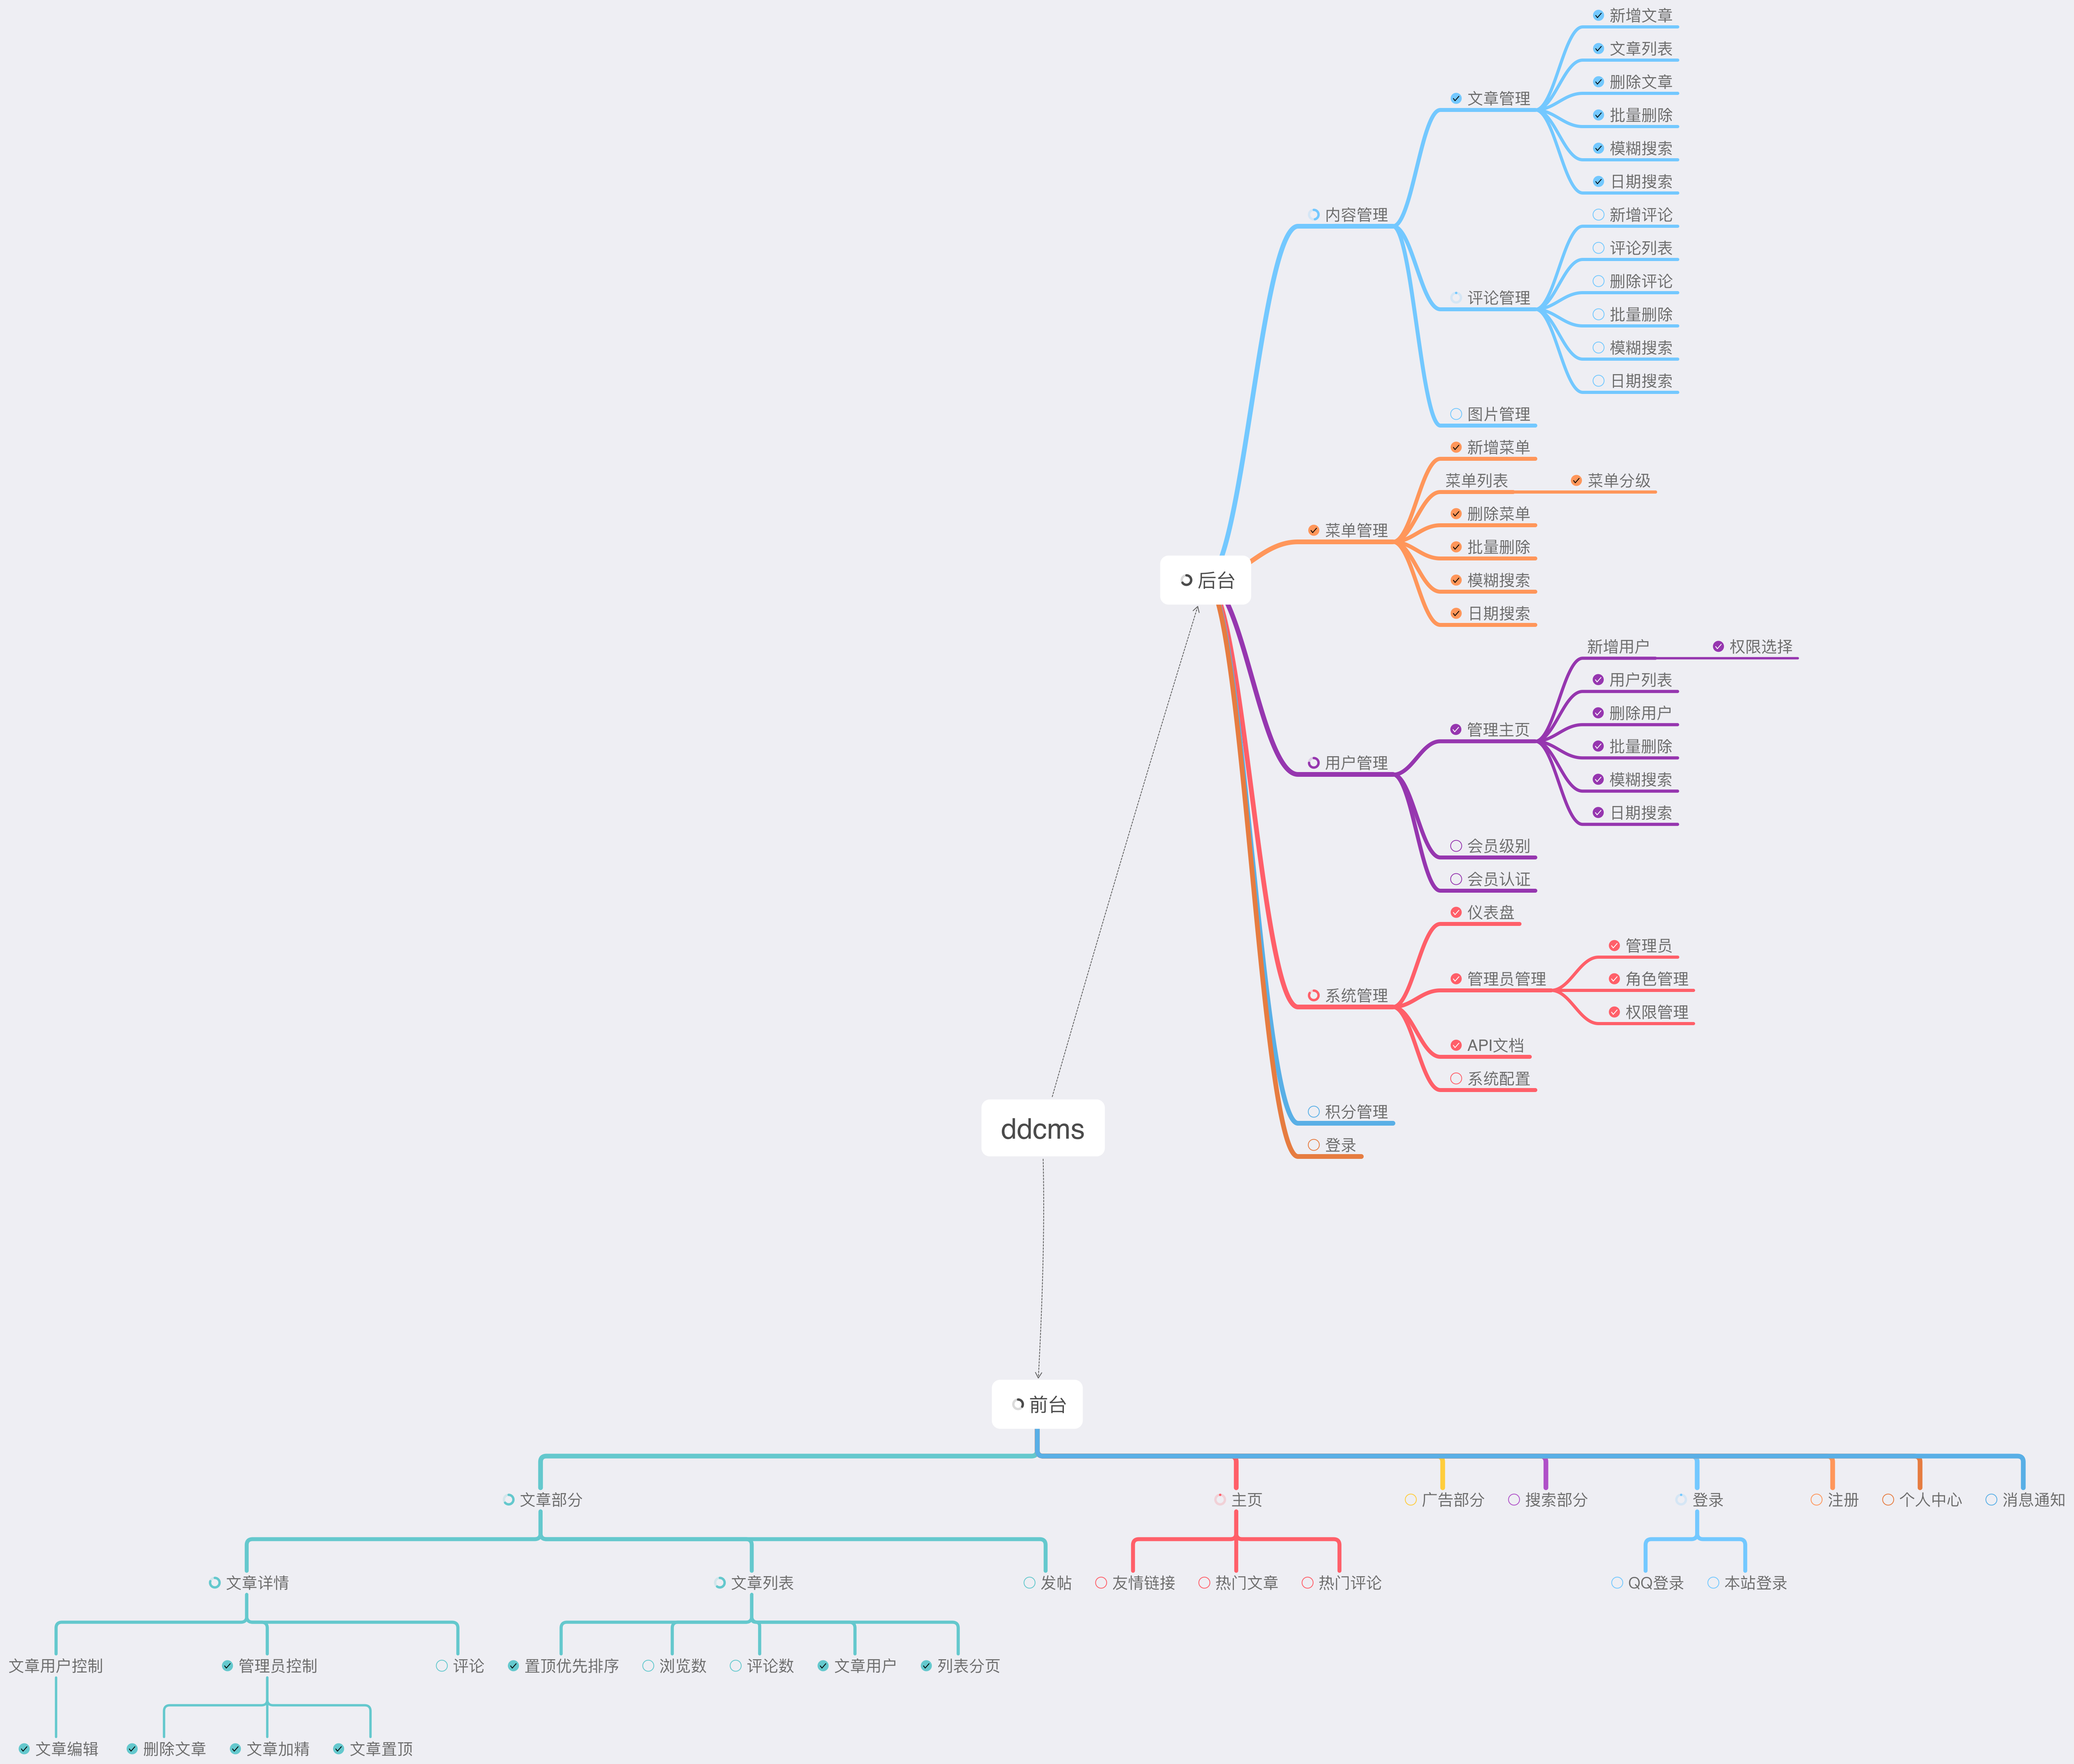 新增文章
文章列表
删除文章
文章管理
批量删除
模糊搜索
日期搜索
内容管理
新增评论
评论列表
删除评论
评论管理
批量删除
模糊搜索
日期搜索
图片管理
新增菜单
菜单列表
菜单分级
删除菜单
菜单管理
批量删除
后台
模糊搜索
日期搜索
新增用户
权限选择
用户列表
删除用户
管理主页
批量删除
用户管理
模糊搜索
日期搜索
会员级别
会员认证
仪表盘
管理员
管理员管理
角色管理
系统管理
权限管理
API文档
系统配置
积分管理
ddcms
登录
前台
文章部分
主页
广告部分
搜索部分
登录
注册
个人中心
消息通知
文章详情
文章列表
发帖
友情链接
热门文章
热门评论
QQ登录
本站登录
文章用户控制
管理员控制
评论
置顶优先排序
浏览数
评论数
文章用户
列表分页
文章编辑
删除文章
文章加精
文章置顶